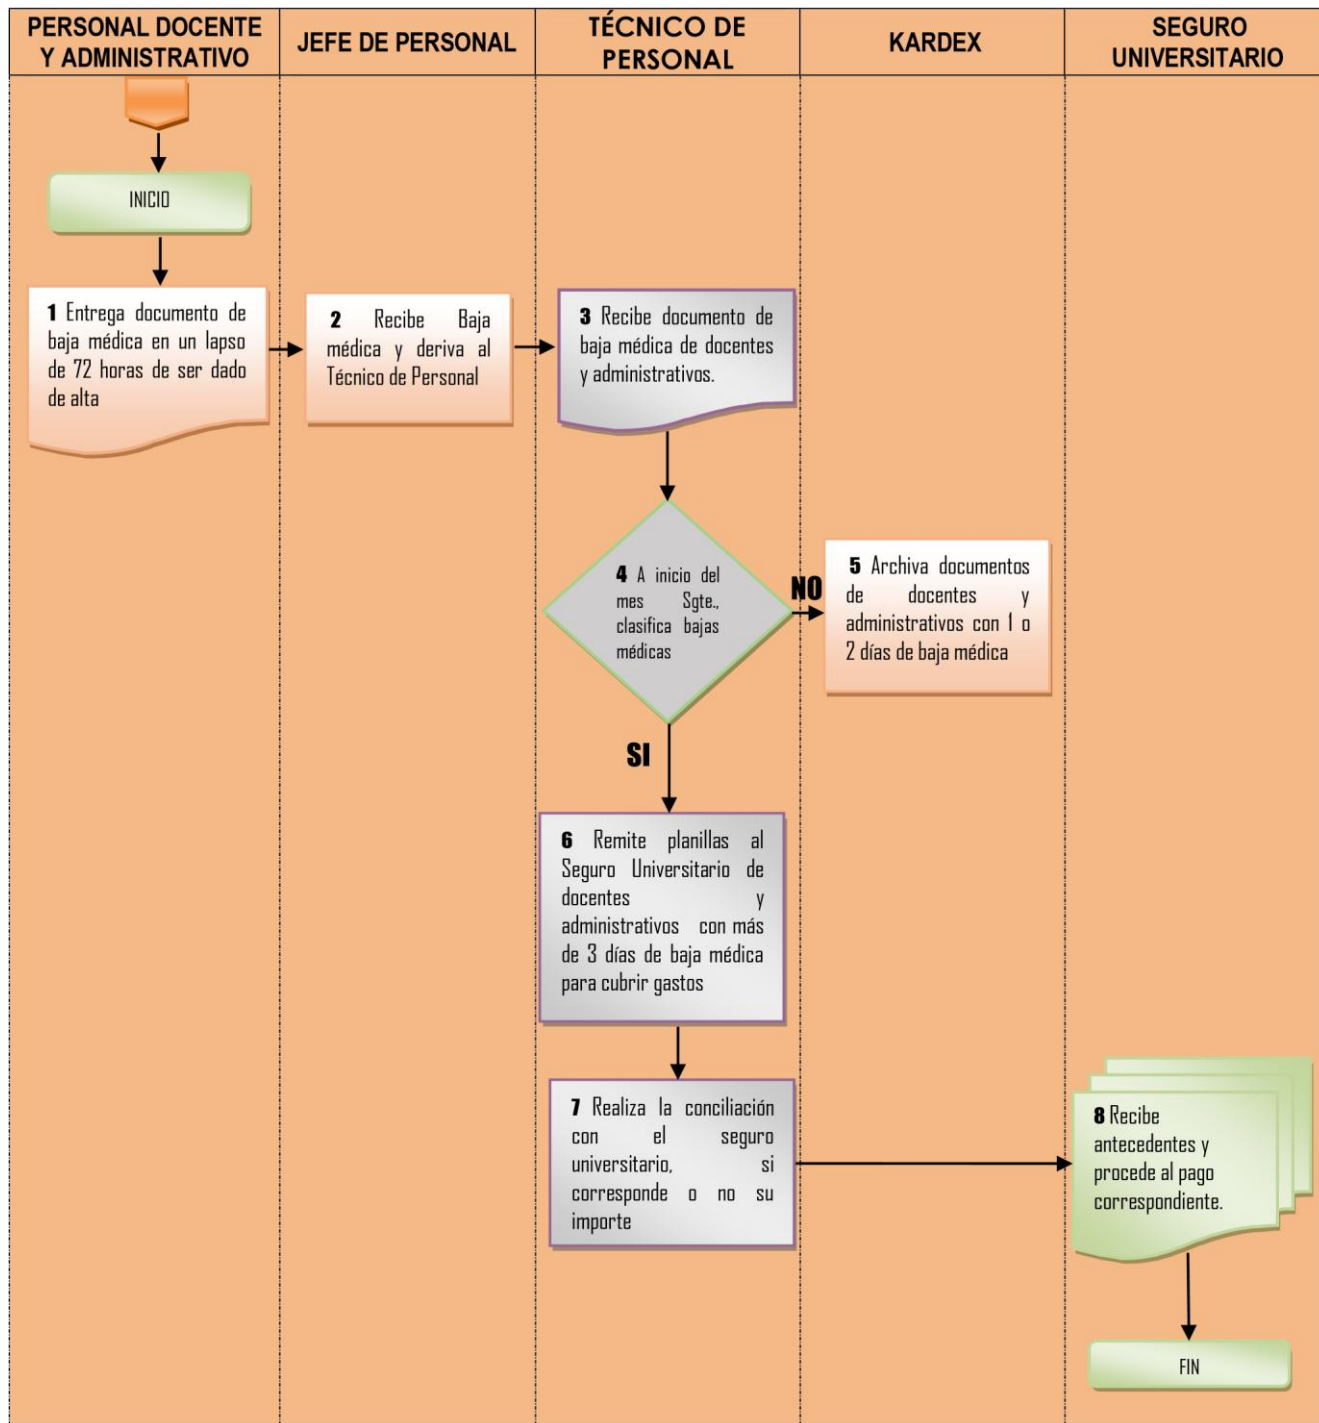 PERSONAL DOCENTE
Y ADMINISTRATIVO
JEFE DE PERSONAL
TÉCNICO DE
PERSONAL
KARDEX
SEGURO
UNIVERSITARIO
INICIO
1 Entrega documento de
baja médica en un lapso
de 72 horas de ser dado
de alta
2 Recibe Baja
médica y deriva al
Técnico de Personal
3 Recibe documento de
baja médica de docentes
y administrativos.
4 A inicio del
mes Sgte.,
clasifica bajas
médicas
NO
5 Archiva documentos
de docentes y
administrativos con 1 o
2 días de baja médica
SI
6 Remite planillas al
Seguro Universitario de
docentes y
administrativos con más
de 3 días de baja médica
para cubrir gastos
7 Realiza la conciliación
con el seguro
universitario, si
corresponde o no su
importe
8 Recibe
antecedentes y
procede al pago
correspondiente.
FIN